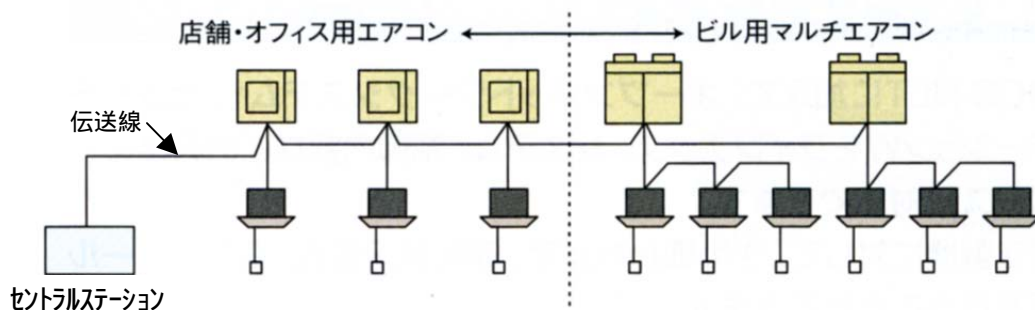 店舗・オフィス用エアコン
ビル用マルチエアコン
伝送線
セントラルステーション